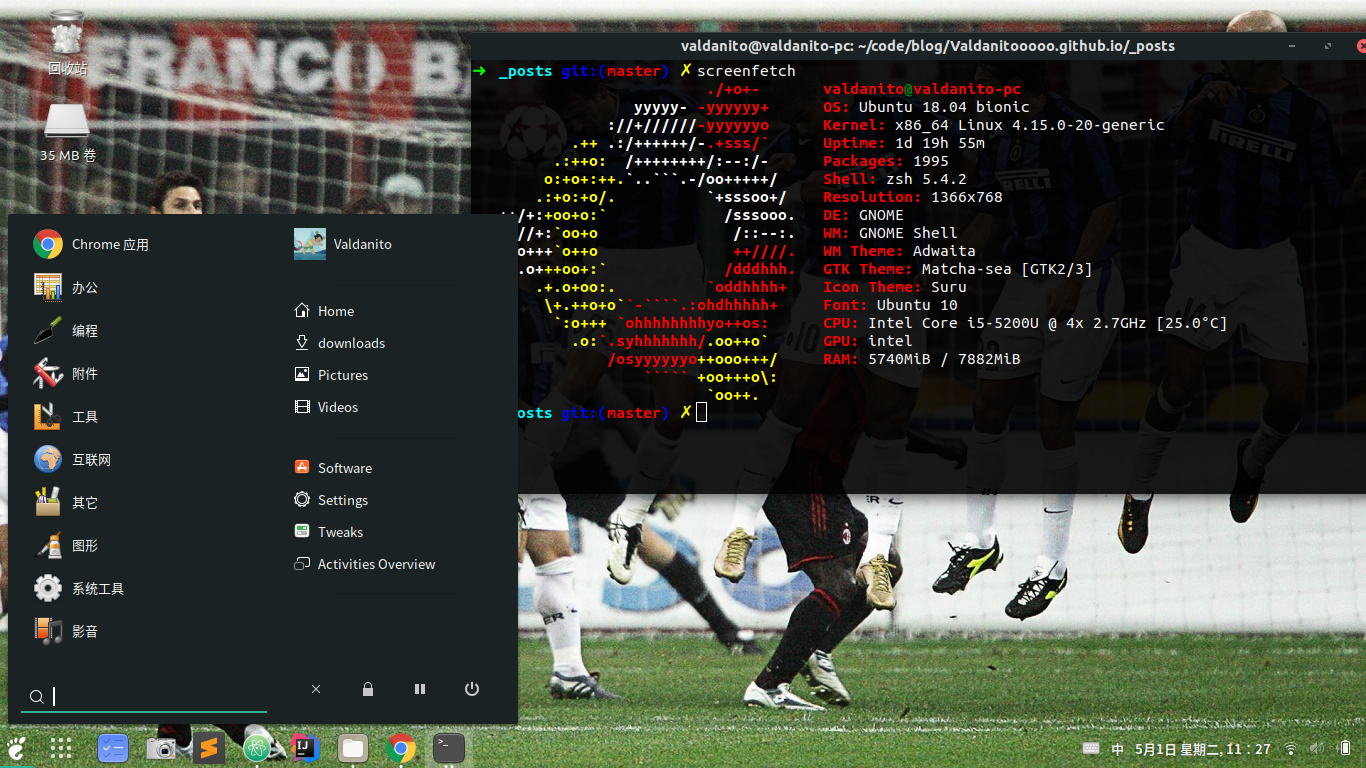 FRANCO B
回收站
35 MB 卷
valdanito@valdanito-pc: ~/code/blog/Valdanitooooo.github.io/_posts
➜ _posts git:(master) ✗ screenfetch
./+o+- valdanito@valdanito-pc
yyyyy- -yyyyyy+ OS: Ubuntu 18.04 bionic
://+//////-yyyyyyo Kernel: x86_64 Linux 4.15.0-20-generic
.++ .:/++++++/-.+sss/` Uptime: 1d 19h 55m
.:++o: /++++++++/:--:/- Packages: 1995
o:+o+:++.`..```.-/oo+++++/ Shell: zsh 5.4.2
.:+o:+o/. `+sssoo+/ Resolution: 1366x768
/+:+oo+o:` /sssooo. DE: GNOME
//+:`oo+o /::--:. WM: GNOME Shell
o+++`o++o ++////. WM Theme: Adwaita
.o+++oo+:` /dddhhh. GTK Theme: Matcha-sea [GTK2/3]
.+.o+oo:. `oddhhhh+ Icon Theme: Suru
\+.++o+o``-````.:ohdhhhhh+ Font: Ubuntu 10
`:o+++ `ohhhhhhhhyo++os: CPU: Intel Core i5-5200U @ 4x 2.7GHz [25.0°C]
.o:`.syhhhhhhh/.oo++o` GPU: intel
/osyyyyyyo++ooo+++/ RAM: 5740MiB / 7882MiB
````` +oo+++o\:
`oo++.
osts git:(master) ✗
Chrome 应用
办公
编程
附件
工具
互联网
其它
图形
系统工具
影音
Valdanito
Home
downloads
Pictures
Videos
Software
Settings
Tweaks
Activities Overview
IRELLI
PIRELLI
10
IJ
>_
中 5月1日 星期二, 11：27